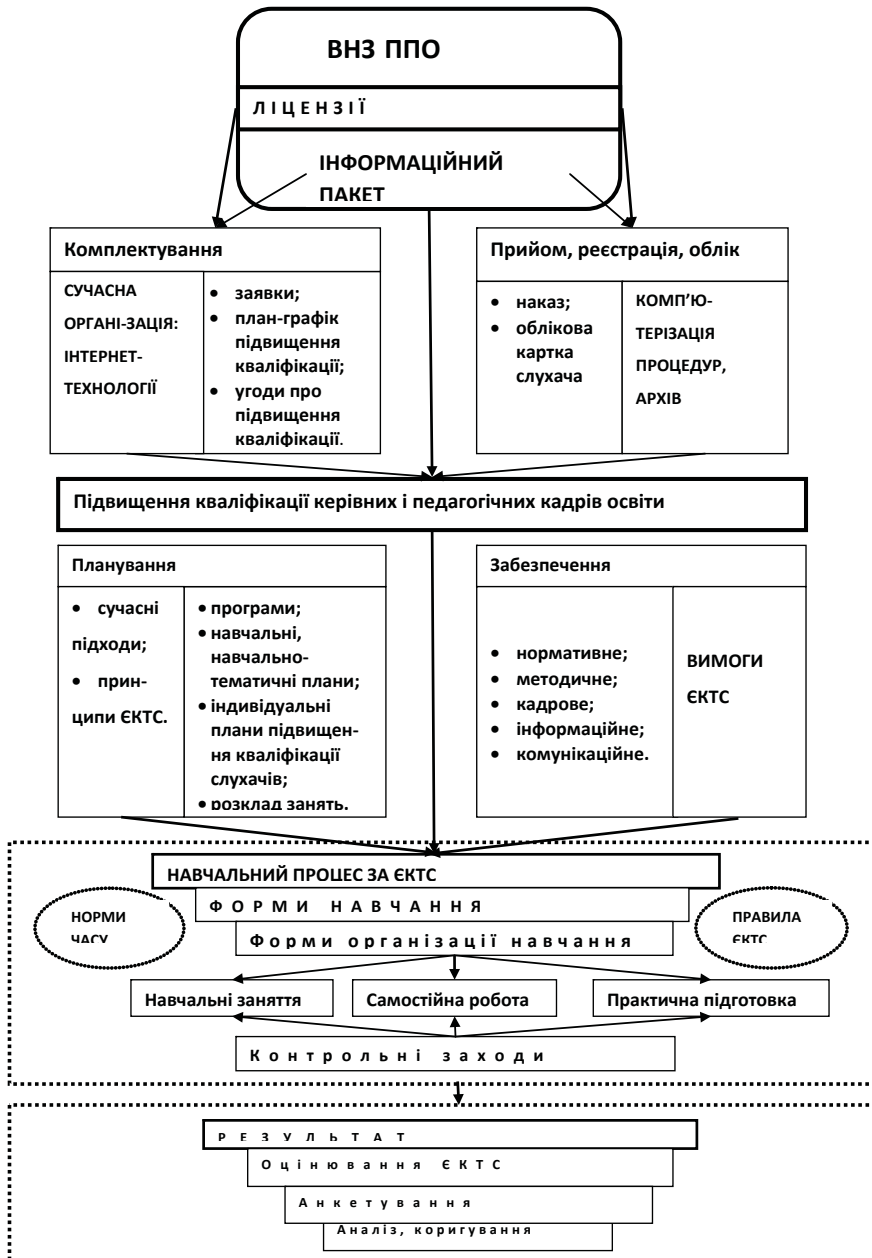 ВНЗ ППО
ЛІЦЕНЗІЇ
ІНФОРМАЦІЙНИЙ
ПАКЕТ
Комплектування
СУЧАСНА
ОРГАНІ-ЗАЦІЯ:
ІНТЕРНЕТ-
ТЕХНОЛОГІЇ
• заявки;
• план-графік
підвищення
кваліфікації;
• угоди про
підвищення
кваліфікації.
Прийом, реєстрація, облік
• наказ;
• облікова
картка
слухача
КОМП’Ю-
ТЕРІЗАЦІЯ
ПРОЦЕДУР,
АРХІВ
Підвищення кваліфікації керівних і педагогічних кадрів освіти
Планування
• сучасні
підходи;
• прин-
ципи ЄКТС.
• програми;
• навчальні,
навчально-
тематичні плани;
• індивідуальні
плани підвищен-
ня кваліфікації
слухачів;
• розклад занять.
Забезпечення
• нормативне;
• методичне;
• кадрове;
• інформаційне;
• комунікаційне.
ВИМОГИ
ЄКТС
НАВЧАЛЬНИЙ ПРОЦЕС ЗА ЄКТС
ФОРМИ НАВЧАННЯ
Форми організації навчання
НОРМИ
ЧАСУ
ПРАВИЛА
ЄКТС
Навчальні заняття
Самостійна робота
Практична підготовка
Контрольні заходи
РЕЗУЛЬТАТ
Оцінювання ЄКТС
Анкетування
Аналіз, коригування